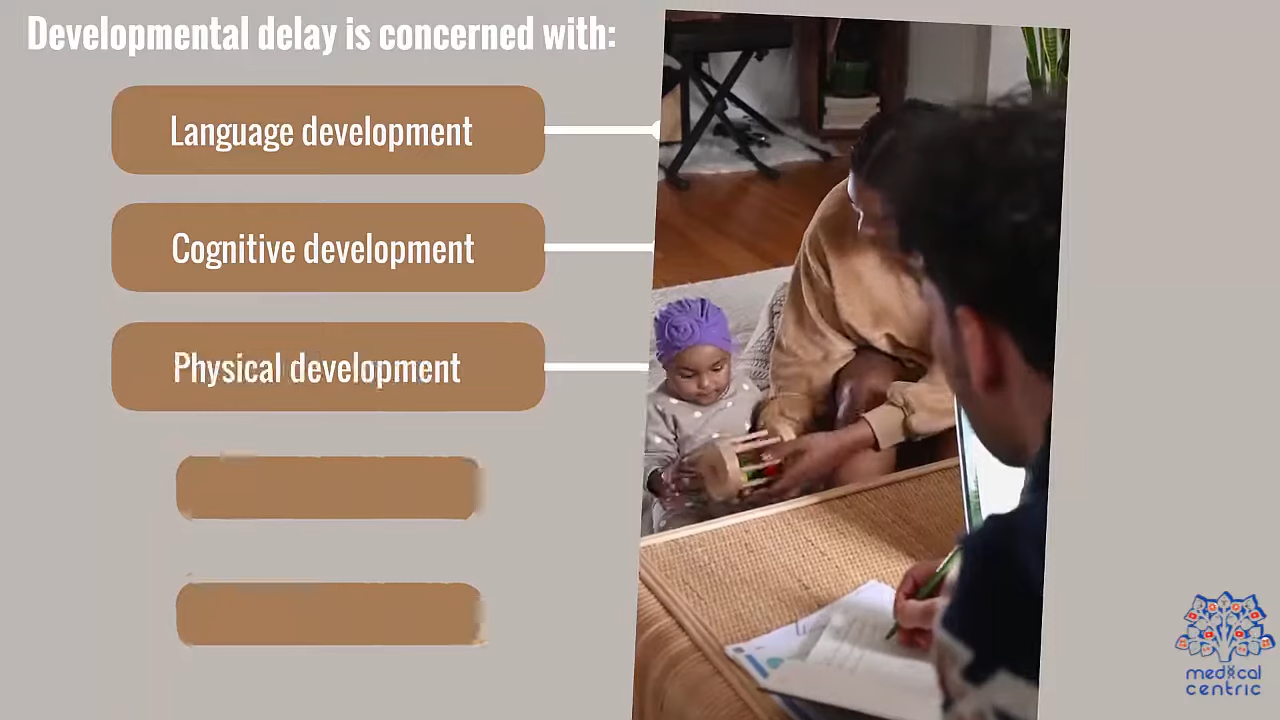 Developmental delay is concerned with:
Language development
Cognitive development
Physical development
medical
centric